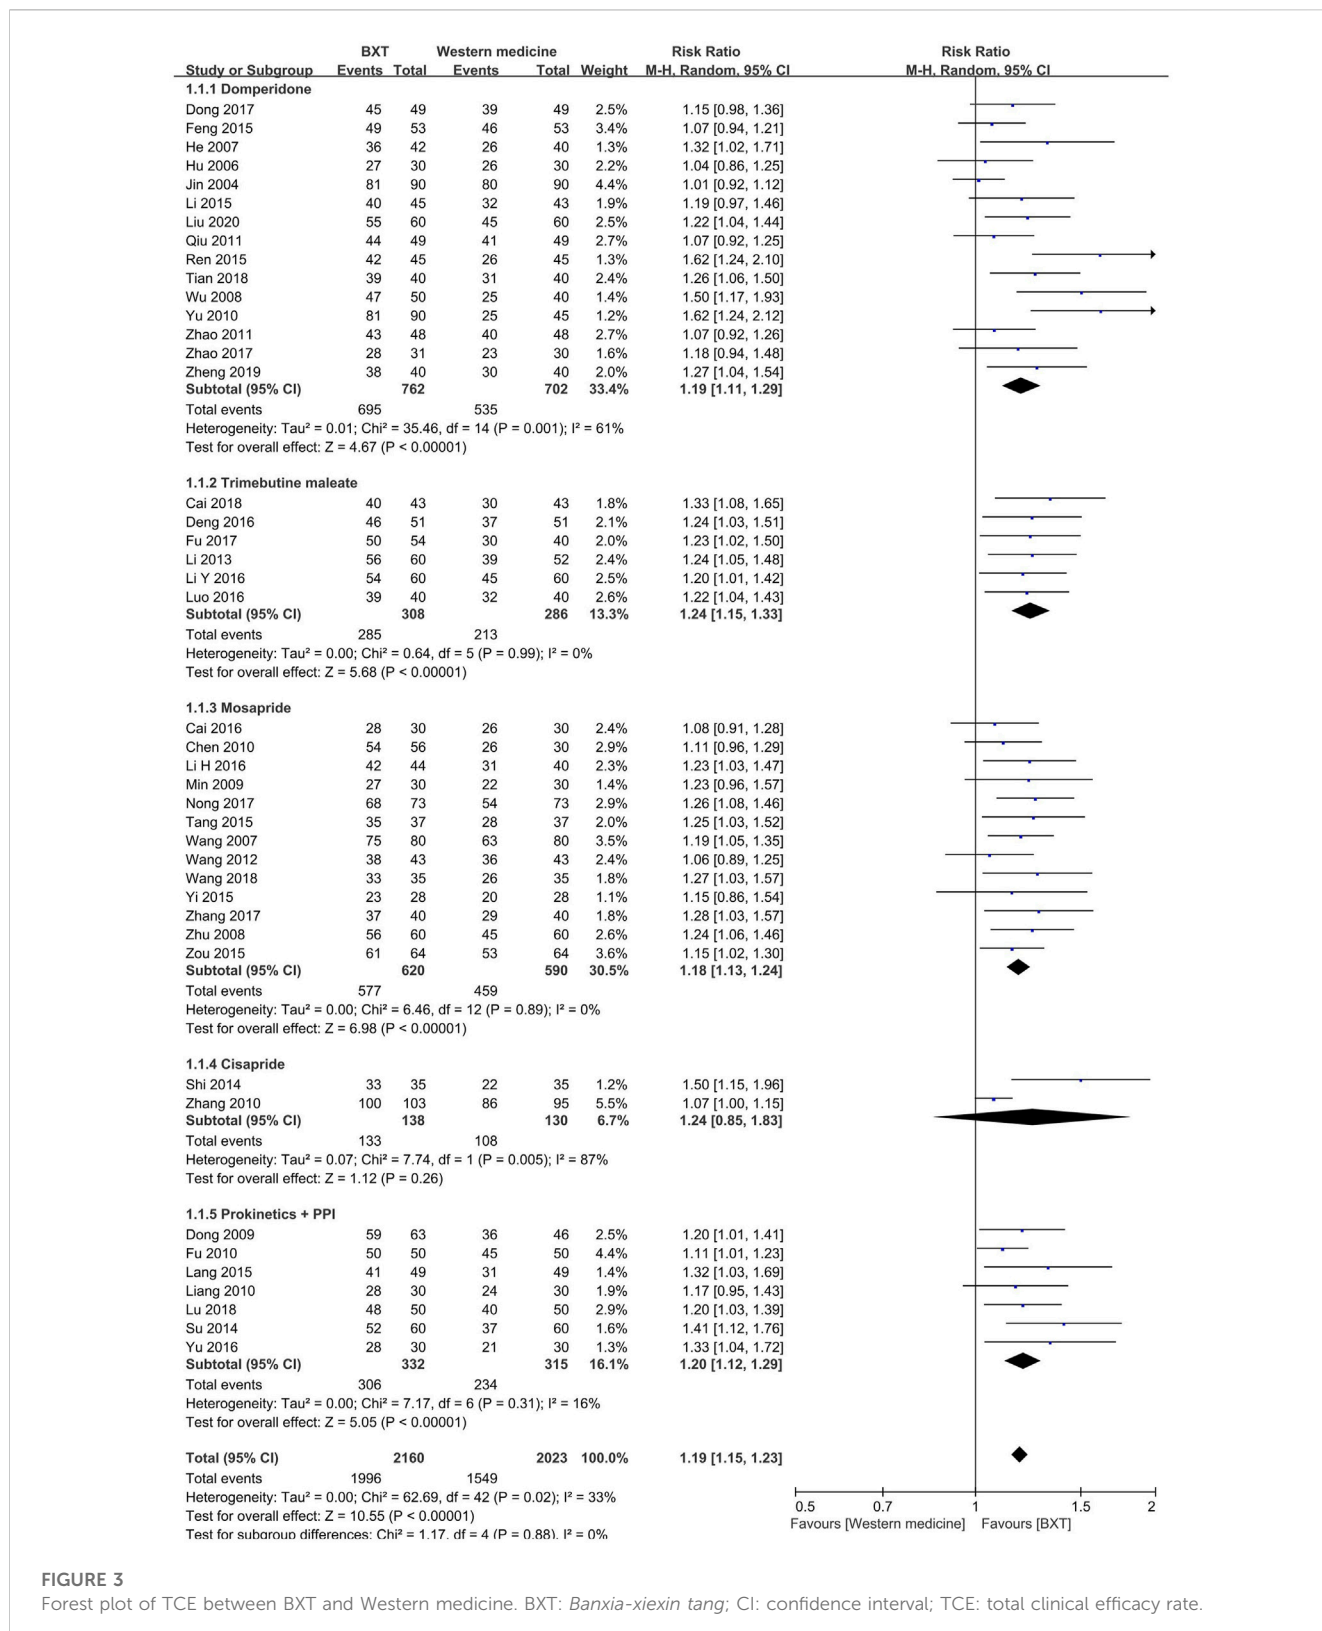 BXT Western medicine Risk Ratio Risk Ratio
Study or Subgroup Events Total Events Total Weight M-H, Random, 95% CI M-H, Random, 95% CI
1.1.1 Domperidone
Dong 2017 45 49 39 49 2.5% 1.15 [0.98, 1.36]
Feng 2015 49 53 46 53 3.4% 1.07 [0.94, 1.21]
He 2007 36 42 26 40 1.3% 1.32 [1.02, 1.71]
Hu 2006 27 30 26 30 2.2% 1.04 [0.86, 1.25]
Jin 2004 81 90 80 90 4.4% 1.01 [0.92, 1.12]
Li 2015 40 45 32 43 1.9% 1.19 [0.97, 1.46]
Liu 2020 55 60 45 60 2.5% 1.22 [1.04, 1.44]
Qiu 2011 44 49 41 49 2.7% 1.07 [0.92, 1.25]
Ren 2015 42 45 26 45 1.3% 1.62 [1.24, 2.10]
Tian 2018 39 40 31 40 2.4% 1.26 [1.06, 1.50]
Wu 2008 47 50 25 40 1.4% 1.50 [1.17, 1.93]
Yu 2010 81 90 25 45 1.2% 1.62 [1.24, 2.12]
Zhao 2011 43 48 40 48 2.7% 1.07 [0.92, 1.26]
Zhao 2017 28 31 23 30 1.6% 1.18 [0.94, 1.48]
Zheng 2019 38 40 30 40 2.0% 1.27 [1.04, 1.54]
Subtotal (95% CI) 762 702 33.4% 1.19 [1.11, 1.29]
Total events 695 535
Heterogeneity: Tau² = 0.01; Chi² = 35.46, df = 14 (P = 0.001); I² = 61%
Test for overall effect: Z = 4.67 (P < 0.00001)
1.1.2 Trimebutine maleate
Cai 2018 40 43 30 43 1.8% 1.33 [1.08, 1.65]
Deng 2016 46 51 37 51 2.1% 1.24 [1.03, 1.51]
Fu 2017 50 54 30 40 2.0% 1.23 [1.02, 1.50]
Li 2013 56 60 39 52 2.4% 1.24 [1.05, 1.48]
Li Y 2016 54 60 45 60 2.5% 1.20 [1.01, 1.42]
Luo 2016 39 40 32 40 2.6% 1.22 [1.04, 1.43]
Subtotal (95% CI) 308 286 13.3% 1.24 [1.15, 1.33]
Total events 285 213
Heterogeneity: Tau² = 0.00; Chi² = 0.64, df = 5 (P = 0.99); I² = 0%
Test for overall effect: Z = 5.68 (P < 0.00001)
1.1.3 Mosapride
Cai 2016 28 30 26 30 2.4% 1.08 [0.91, 1.28]
Chen 2010 54 56 26 30 2.9% 1.11 [0.96, 1.29]
Li H 2016 42 44 31 40 2.3% 1.23 [1.03, 1.47]
Min 2009 27 30 22 30 1.4% 1.23 [0.96, 1.57]
Nong 2017 68 73 54 73 2.9% 1.26 [1.08, 1.46]
Tang 2015 35 37 28 37 2.0% 1.25 [1.03, 1.52]
Wang 2007 75 80 63 80 3.5% 1.19 [1.05, 1.35]
Wang 2012 38 43 36 43 2.4% 1.06 [0.89, 1.25]
Wang 2018 33 35 26 35 1.8% 1.27 [1.03, 1.57]
Yi 2015 23 28 20 28 1.1% 1.15 [0.86, 1.54]
Zhang 2017 37 40 29 40 1.8% 1.28 [1.03, 1.57]
Zhu 2008 56 60 45 60 2.6% 1.24 [1.06, 1.46]
Zou 2015 61 64 53 64 3.6% 1.15 [1.02, 1.30]
Subtotal (95% CI) 620 590 30.5% 1.18 [1.13, 1.24]
Total events 577 459
Heterogeneity: Tau² = 0.00; Chi² = 6.46, df = 12 (P = 0.89); I² = 0%
Test for overall effect: Z = 6.98 (P < 0.00001)
1.1.4 Cisapride
Shi 2014 33 35 22 35 1.2% 1.50 [1.15, 1.96]
Zhang 2010 100 103 86 95 5.5% 1.07 [1.00, 1.15]
Subtotal (95% CI) 138 130 6.7% 1.24 [0.85, 1.83]
Total events 133 108
Heterogeneity: Tau² = 0.07; Chi² = 7.74, df = 1 (P = 0.005); I² = 87%
Test for overall effect: Z = 1.12 (P = 0.26)
1.1.5 Prokinetics + PPI
Dong 2009 59 63 36 46 2.5% 1.20 [1.01, 1.41]
Fu 2010 50 50 45 50 4.4% 1.11 [1.01, 1.23]
Lang 2015 41 49 31 49 1.4% 1.32 [1.03, 1.69]
Liang 2010 28 30 24 30 1.9% 1.17 [0.95, 1.43]
Lu 2018 48 50 40 50 2.9% 1.20 [1.03, 1.39]
Su 2014 52 60 37 60 1.6% 1.41 [1.12, 1.76]
Yu 2016 28 30 21 30 1.3% 1.33 [1.04, 1.72]
Subtotal (95% CI) 332 315 16.1% 1.20 [1.12, 1.29]
Total events 306 234
Heterogeneity: Tau² = 0.00; Chi² = 7.17, df = 6 (P = 0.31); I² = 16%
Test for overall effect: Z = 5.05 (P < 0.00001)
Total (95% CI) 2160 2023 100.0% 1.19 [1.15, 1.23]
Total events 1996 1549
Heterogeneity: Tau² = 0.00; Chi² = 62.69, df = 42 (P = 0.02); I² = 33%
Test for overall effect: Z = 10.55 (P < 0.00001)
Test for subgroup differences: Chi² = 1.17, df = 4 (P = 0.88), I² = 0%
0.5 0.7 1 1.5 2
Favours [Western medicine] Favours [BXT]
FIGURE 3
Forest plot of TCE between BXT and Western medicine. BXT: Banxia-xiexin tang; CI: confidence interval; TCE: total clinical efficacy rate.